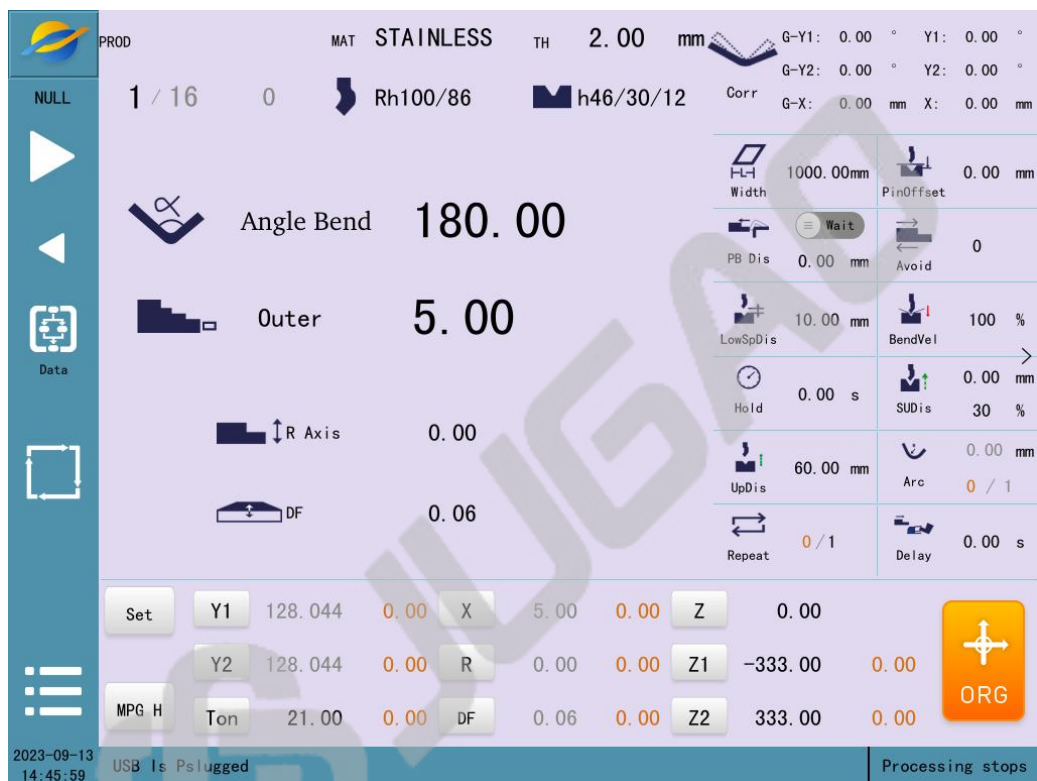 PROD MAT STAINLESS TH 2.00 mm
NULL
1 / 16 0 Rh100/86 h46/30/12
Corr
G-Y1: 0.00 ° Y1: 0.00 °
G-Y2: 0.00 ° Y2: 0.00 °
G-X: 0.00 mm X: 0.00 mm
Angle Bend 180.00
Outer 5.00
R Axis 0.00
DF 0.06
Data
Width 1000.00mm
PinOffset 0.00 mm
PB Dis Wait 0.00 mm
Avoid 0
LowSpDis 10.00 mm
BendVel 100 %
Hold 0.00 s
SUDis 0.00 mm
30 %
UpDis 60.00 mm
Arc 0.00 mm
0 / 1
Repeat 0/1
Delay 0.00 s
Set Y1 128.044 0.00 X 5.00 0.00 Z 0.00
Y2 128.044 0.00 R 0.00 0.00 Z1 -333.00 0.00
MPG H Ton 21.00 0.00 DF 0.06 0.00 Z2 333.00 0.00
ORG
2023-09-13
14:45:59
USB Is Pslugged
Processing stops
JUGAO